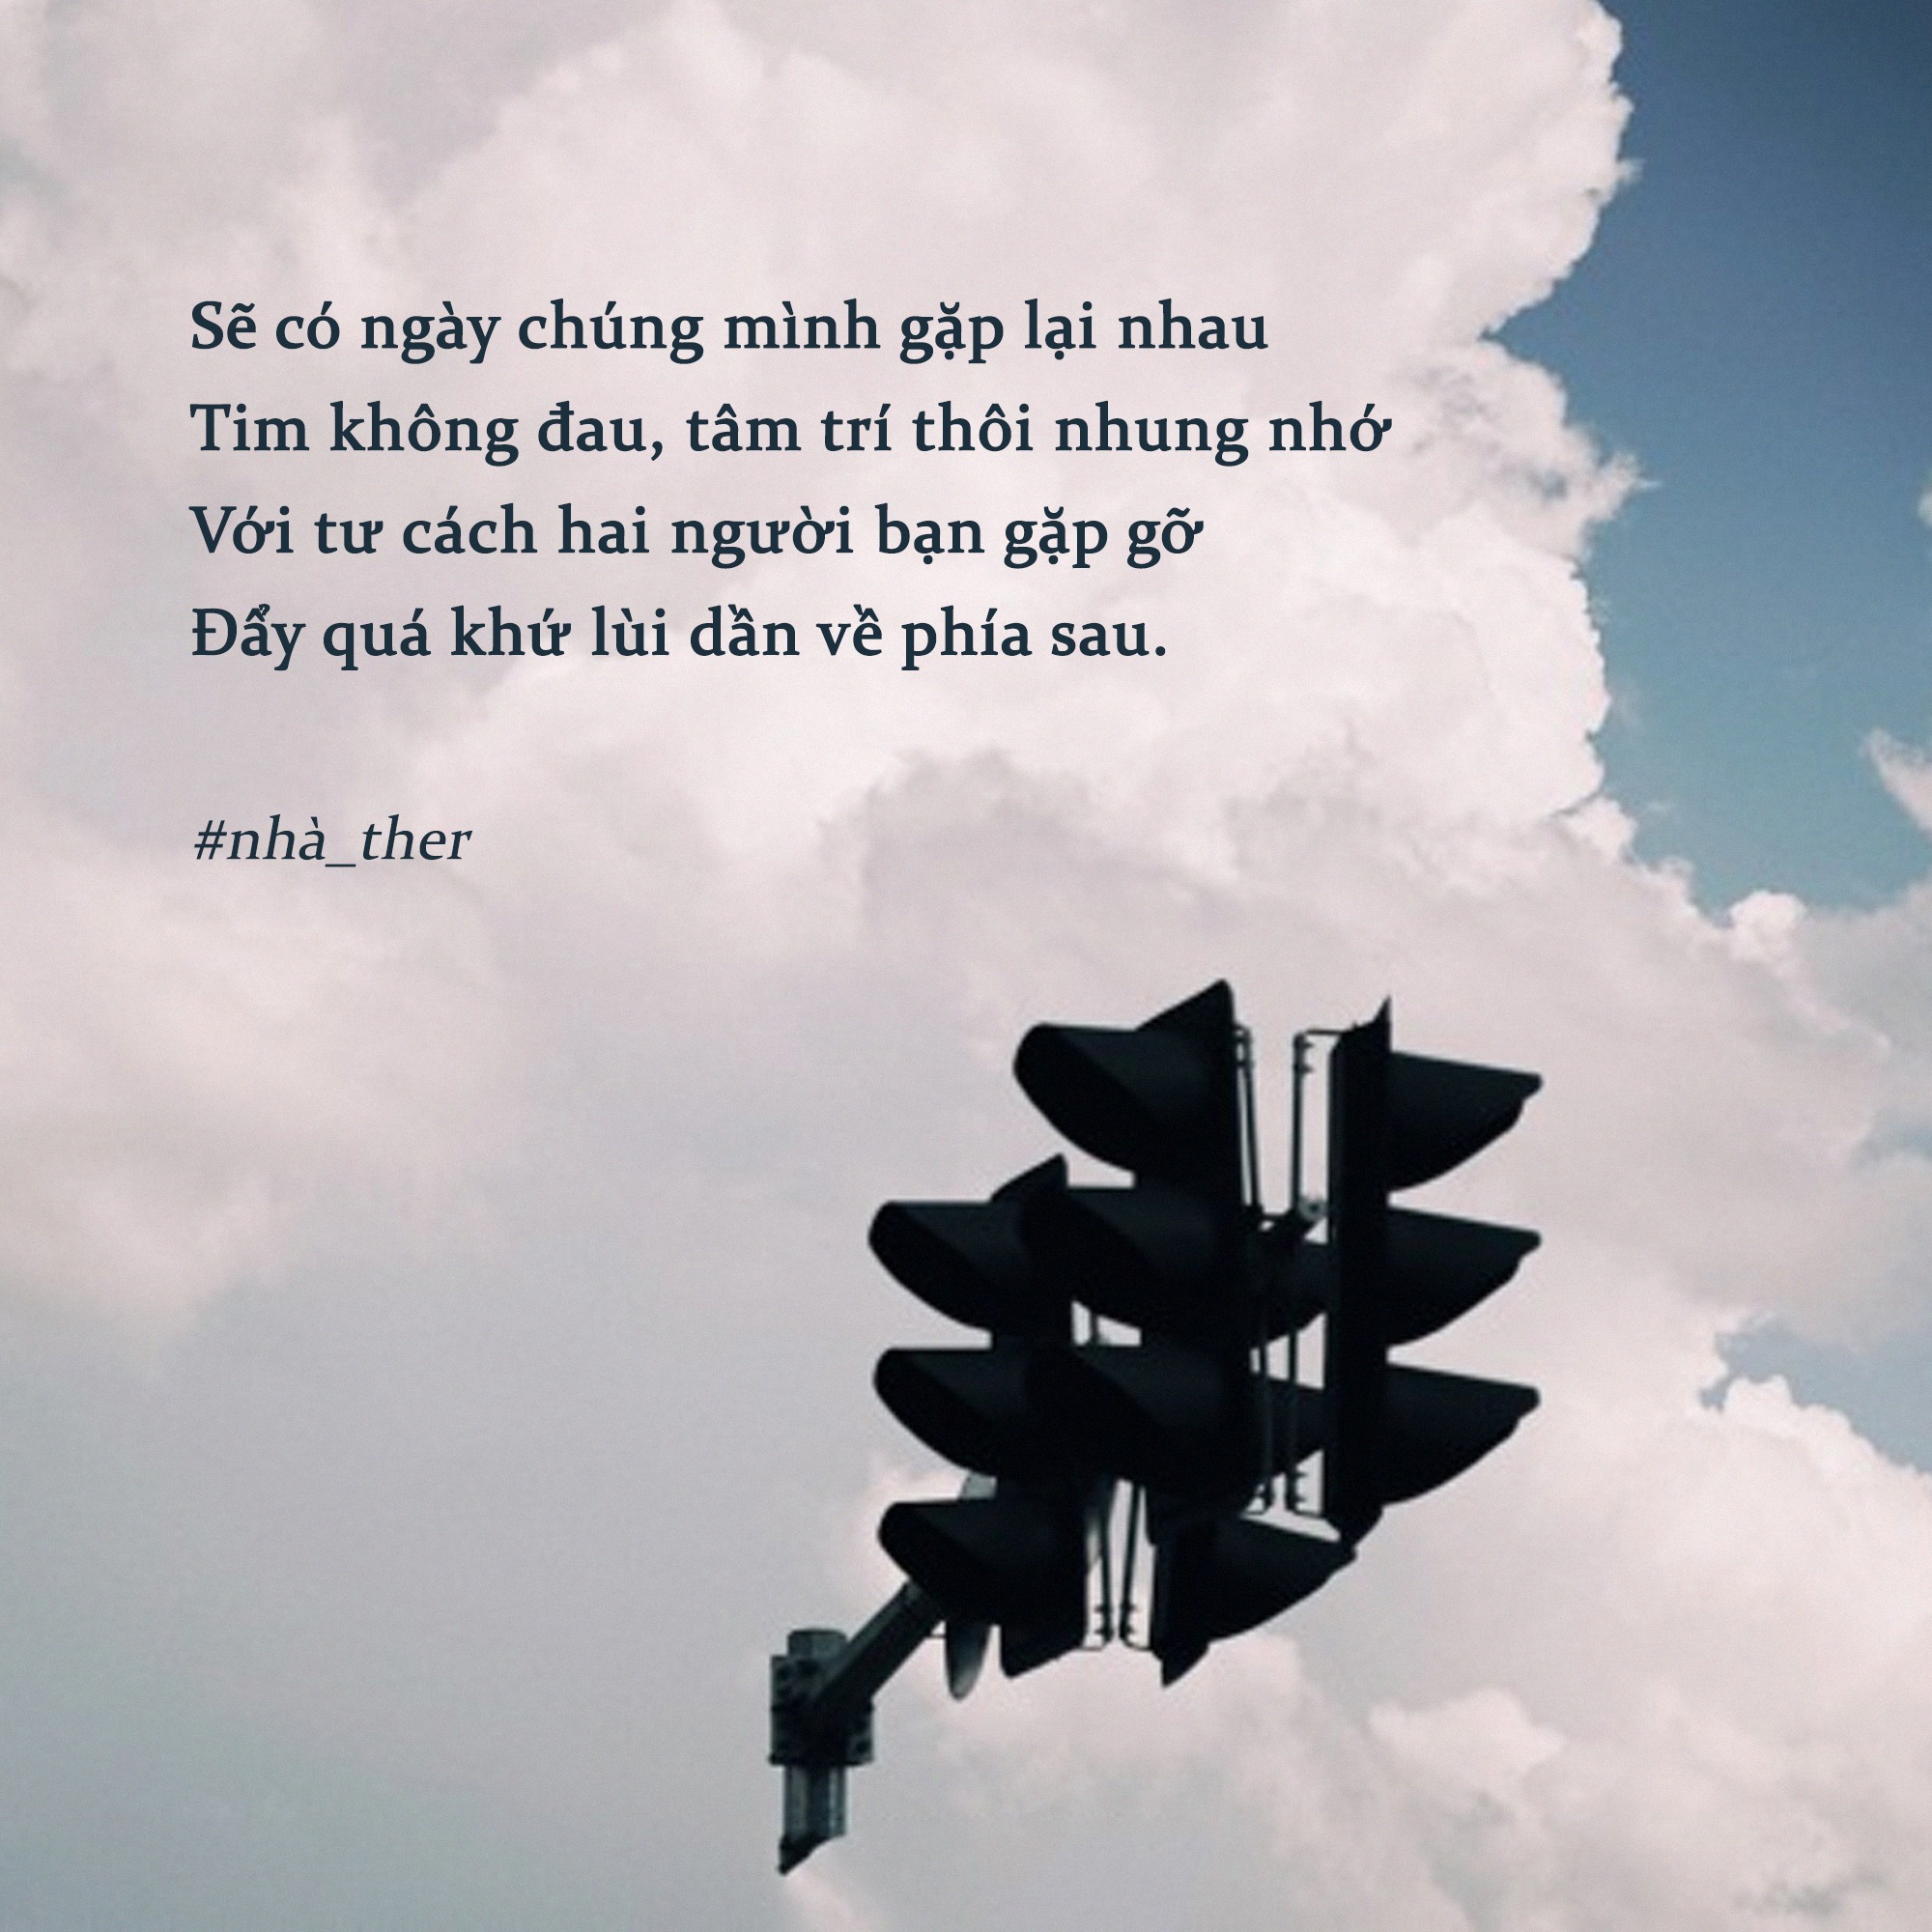 Sẽ có ngày chúng mình gặp lại nhau
Tim không đau, tâm trí thôi nhung nhớ
Với tư cách hai người bạn gặp gỡ
Đẩy quá khứ lùi dần về phía sau.
#nhà_ther